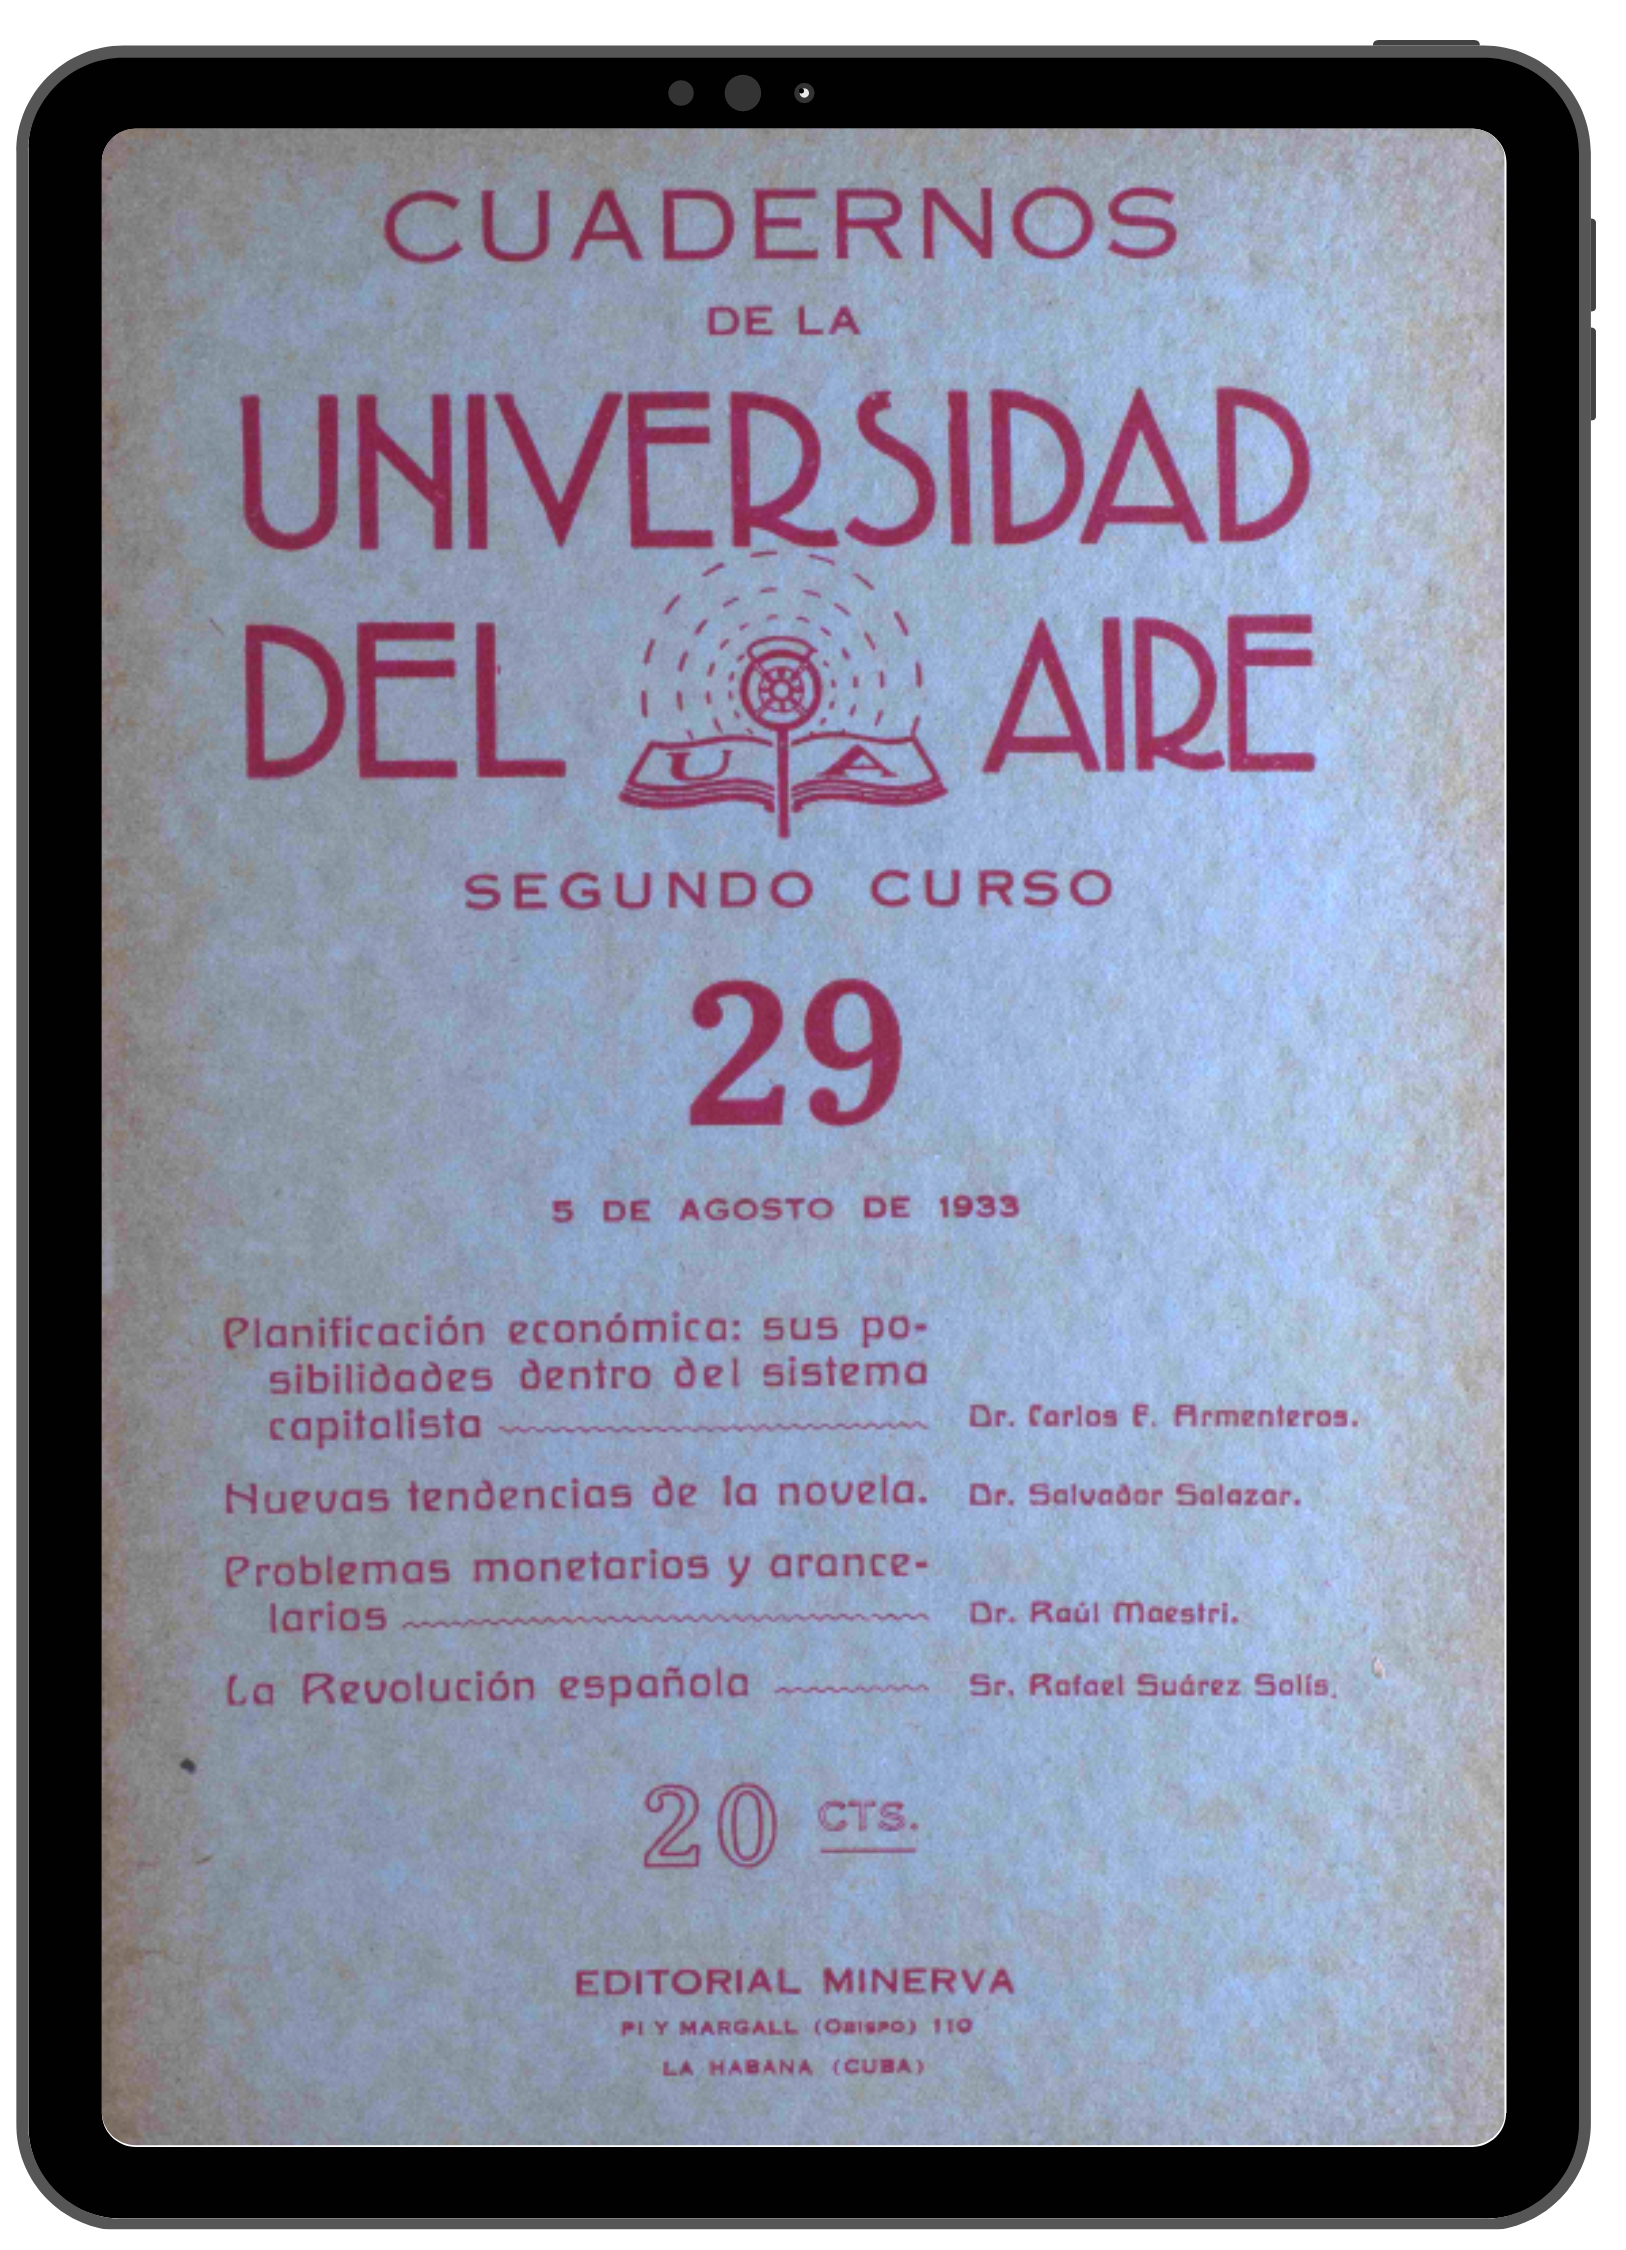 CUADERNOS
DE LA
UNIVERSIDAD
DEL AIRE
U A
SEGUNDO CURSO
29
5 DE AGOSTO DE 1933
Planificación económica: sus po-
sibilidades dentro del sistema
capitalista Dr. Carlos E. Armenteros.
Nuevas tendencias de la novela. Dr. Salvador Salazar.
Problemas monetarios y arance-
larios Dr. Raúl Maestri.
La Revolución española Sr. Rafael Suárez Solís.
20 CTS.
EDITORIAL MINERVA
PI Y MARGALL (OBISPO) 110
LA HABANA (CUBA)